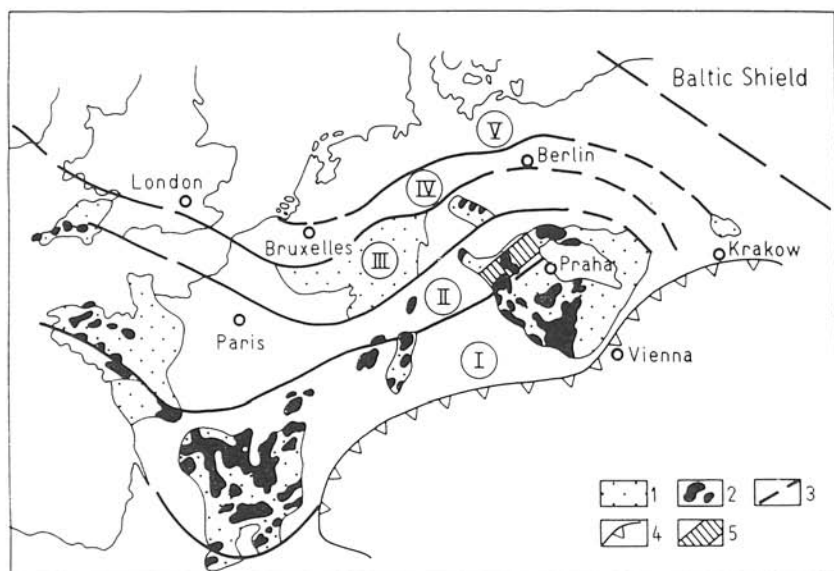 Baltic Shield
V
Berlin
IV
London
Bruxelles
III
Krakow
Praha
II
Paris
I
Vienna
1
2
3
4
5